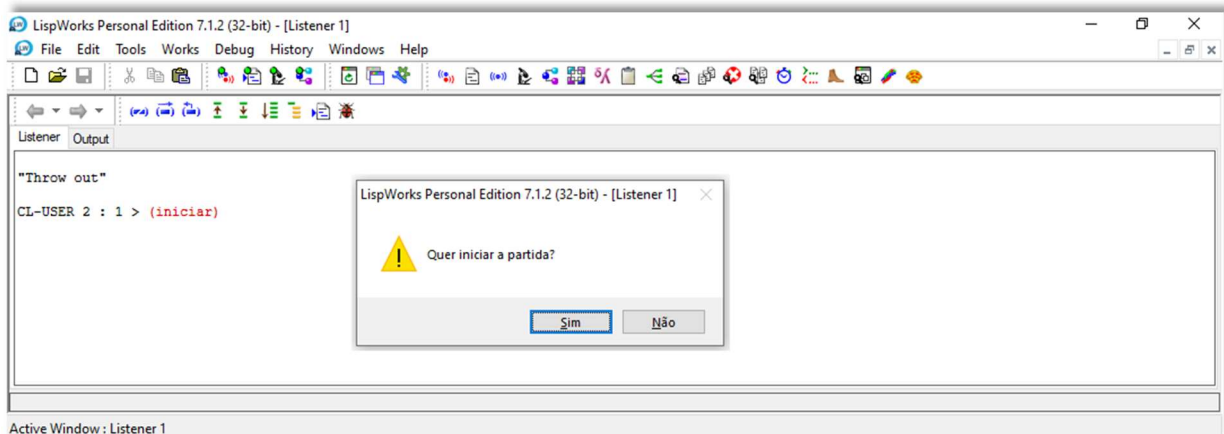 LispWorks Personal Edition 7.1.2 (32-bit) - [Listener 1]
File Edit Tools Works Debug History Windows Help
Listener Output
"Throw out"
CL-USER 2 : 1 > (iniciar)
LispWorks Personal Edition 7.1.2 (32-bit) - [Listener 1]
Quer iniciar a partida?
Sim Não
Active Window : Listener 1